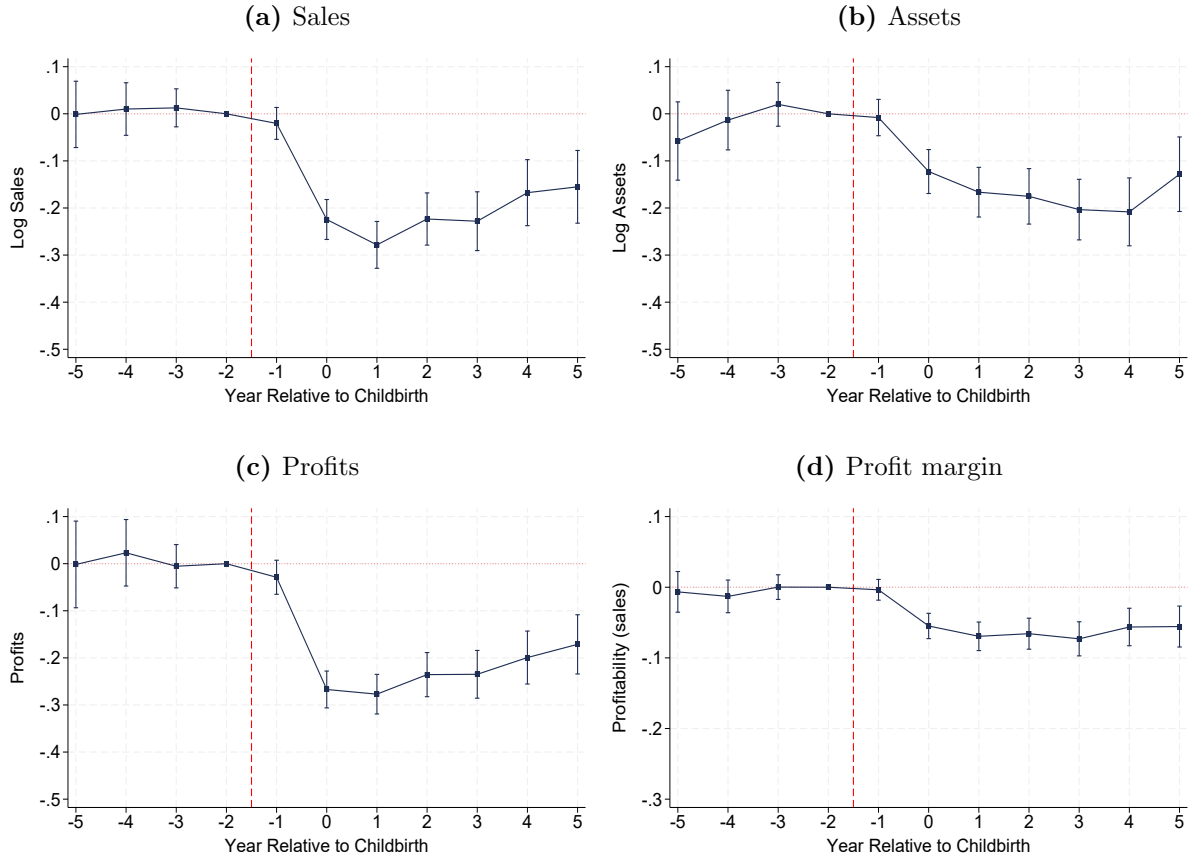 (a) Sales
.1
0
-.1
-.2
-.3
-.4
-.5
Log Sales
-5 -4 -3 -2 -1 0 1 2 3 4 5
Year Relative to Childbirth
(b) Assets
.1
0
-.1
-.2
-.3
-.4
-.5
Log Assets
-5 -4 -3 -2 -1 0 1 2 3 4 5
Year Relative to Childbirth
(c) Profits
.1
0
-.1
-.2
-.3
-.4
-.5
Profits
-5 -4 -3 -2 -1 0 1 2 3 4 5
Year Relative to Childbirth
(d) Profit margin
.1
0
-.1
-.2
-.3
Profitability (sales)
-5 -4 -3 -2 -1 0 1 2 3 4 5
Year Relative to Childbirth